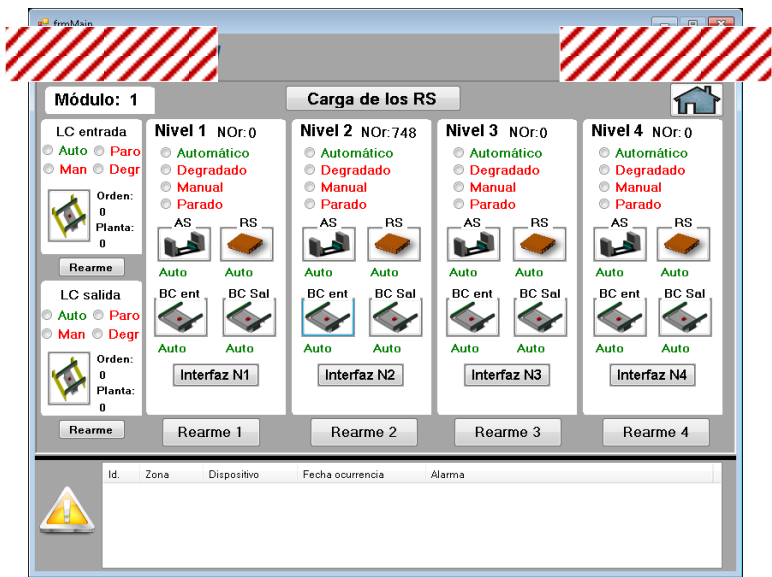 frmMain
Módulo: 1
Carga de los RS
LC entrada
Auto Paro
Man Degr
Orden:
0
Planta:
0
Rearme
LC salida
Auto Paro
Man Degr
Orden:
0
Planta:
0
Rearme
Nivel 1 NOr: 0
Automático
Degradado
Manual
Parado
AS RS
Auto Auto
BC ent BC Sal
Auto Auto
Interfaz N1
Rearme 1
Nivel 2 NOr: 748
Automático
Degradado
Manual
Parado
AS RS
Auto Auto
BC ent BC Sal
Auto Auto
Interfaz N2
Rearme 2
Nivel 3 NOr: 0
Automático
Degradado
Manual
Parado
AS RS
Auto Auto
BC ent BC Sal
Auto Auto
Interfaz N3
Rearme 3
Nivel 4 NOr: 0
Automático
Degradado
Manual
Parado
AS RS
Auto Auto
BC ent BC Sal
Auto Auto
Interfaz N4
Rearme 4
Id. Zona Dispositivo Fecha ocurrencia Alarma